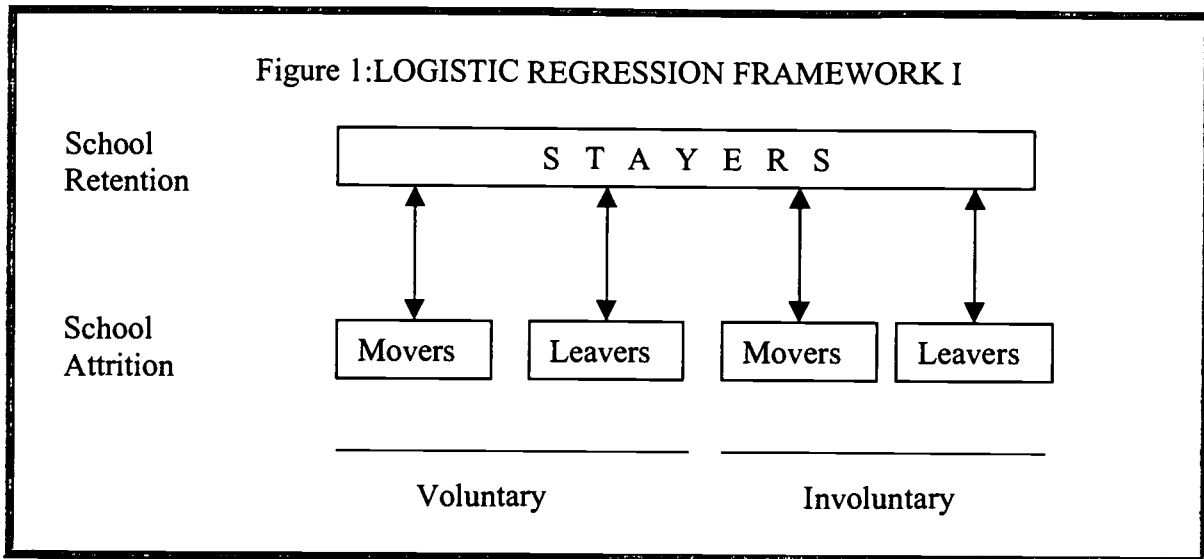 Figure 1:LOGISTIC REGRESSION FRAMEWORK I
School
Retention
S T A Y E R S
School
Attrition
Movers Leavers Movers Leavers
Voluntary Involuntary